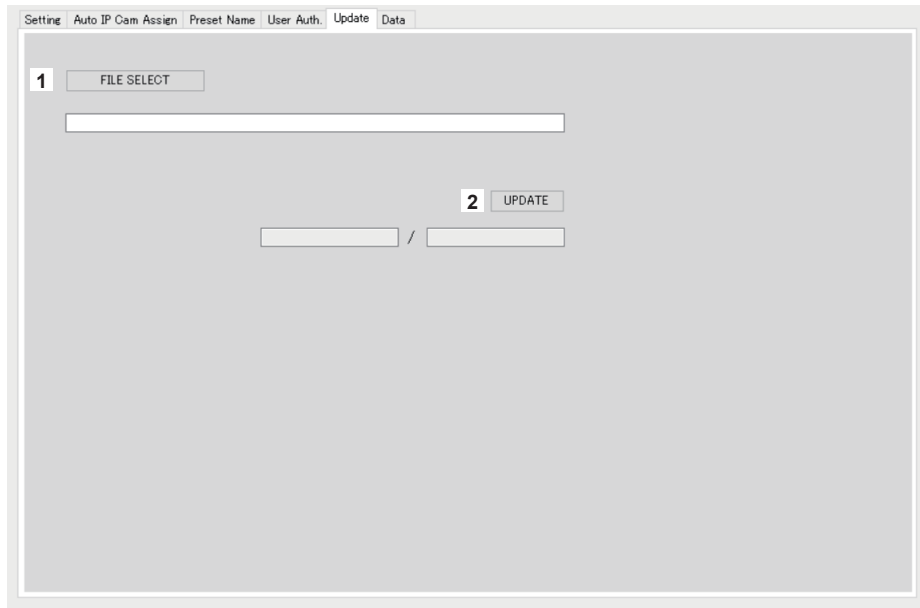 Setting Auto IP Cam Assign Preset Name User Auth. Update Data
1 FILE SELECT
2 UPDATE
/